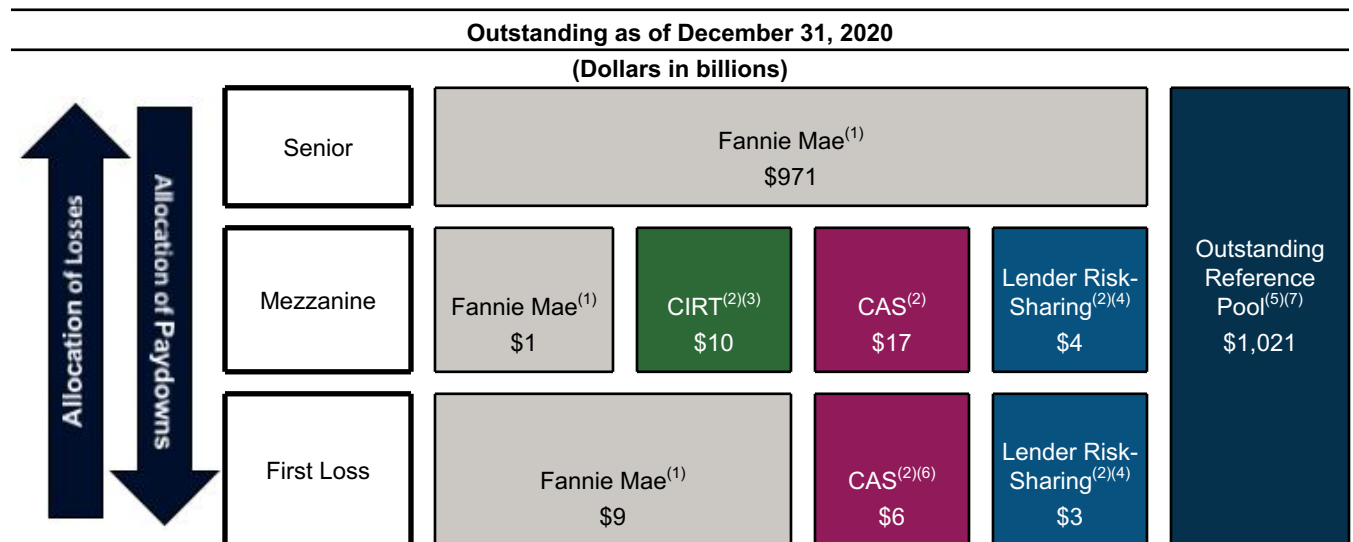 Outstanding as of December 31, 2020
(Dollars in billions)
Allocation of Losses
Allocation of Paydowns
Senior
Fannie Mae(1)
$971
Mezzanine
Fannie Mae(1)
$1
CIRT(2)(3)
$10
CAS(2)
$17
Lender Risk-
Sharing(2)(4)
$4
First Loss
Fannie Mae(1)
$9
CAS(2)(6)
$6
Lender Risk-
Sharing(2)(4)
$3
Outstanding
Reference
Pool(5)(7)
$1,021